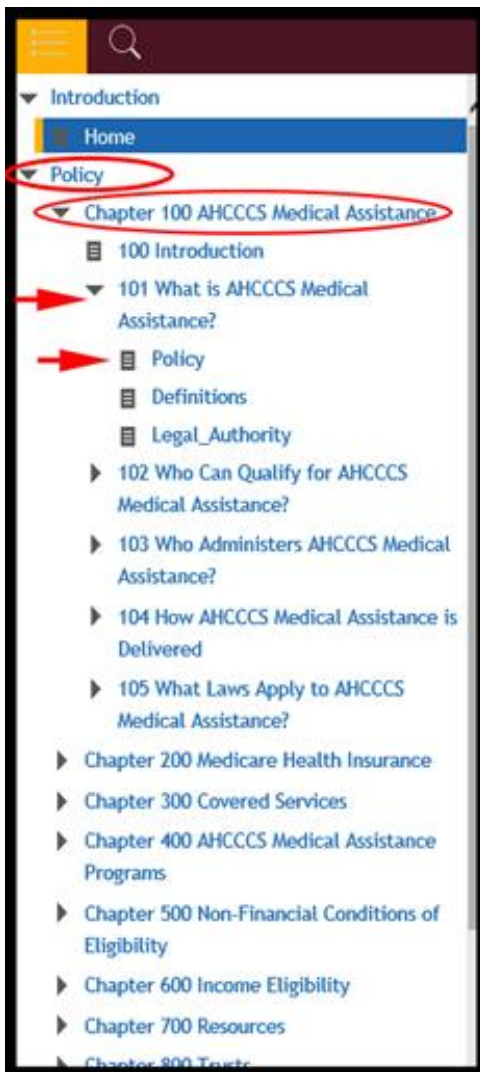 Introduction
Home
Policy
Chapter 100 AHCCCS Medical Assistance
100 Introduction
101 What is AHCCCS Medical
Assistance?
Policy
Definitions
Legal_Authority
102 Who Can Qualify for AHCCCS
Medical Assistance?
103 Who Administers AHCCCS Medical
Assistance?
104 How AHCCCS Medical Assistance is
Delivered
105 What Laws Apply to AHCCCS
Medical Assistance?
Chapter 200 Medicare Health Insurance
Chapter 300 Covered Services
Chapter 400 AHCCCS Medical Assistance
Programs
Chapter 500 Non-Financial Conditions of
Eligibility
Chapter 600 Income Eligibility
Chapter 700 Resources
Chapter 800 Trusts